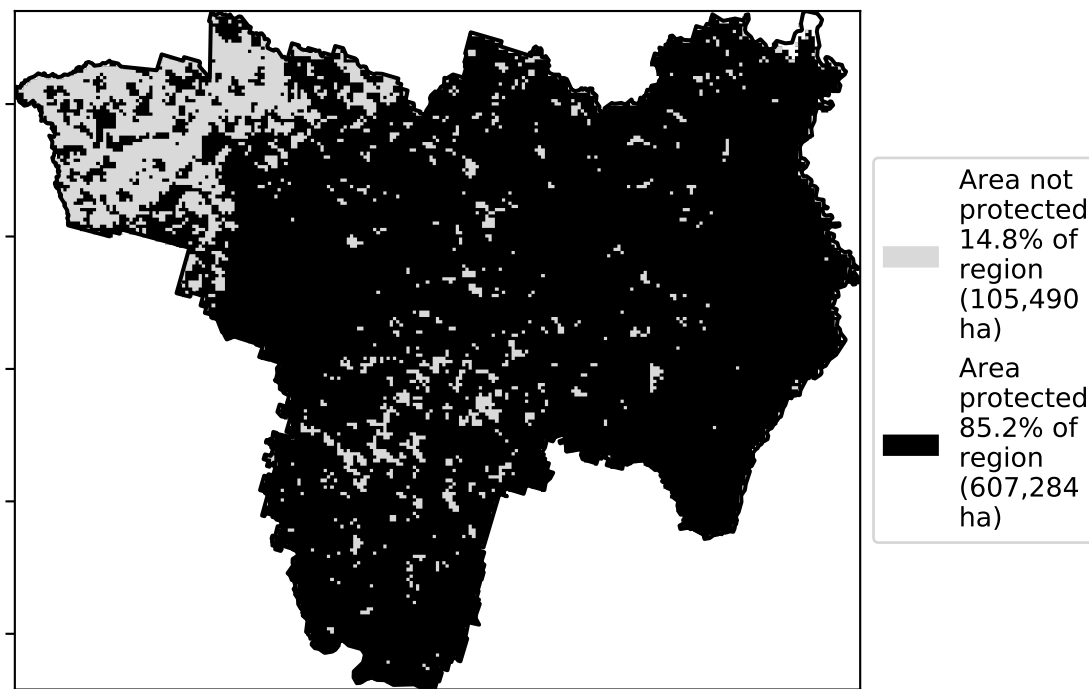 Area not
protected
14.8% of
region
(105,490
ha)
Area
protected
85.2% of
region
(607,284
ha)